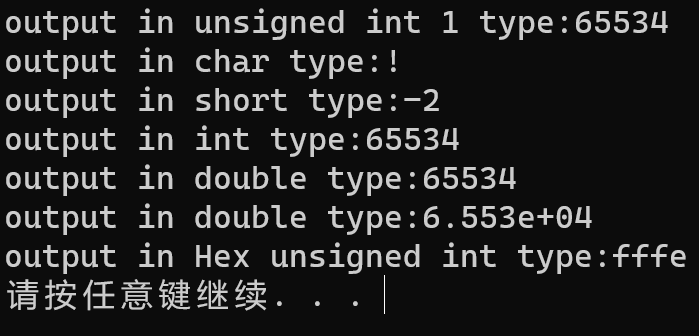 output in unsigned int 1 type:65534
output in char type:!
output in short type:-2
output in int type:65534
output in double type:65534
output in double type:6.553e+04
output in Hex unsigned int type:fffe
请按任意键继续. . .